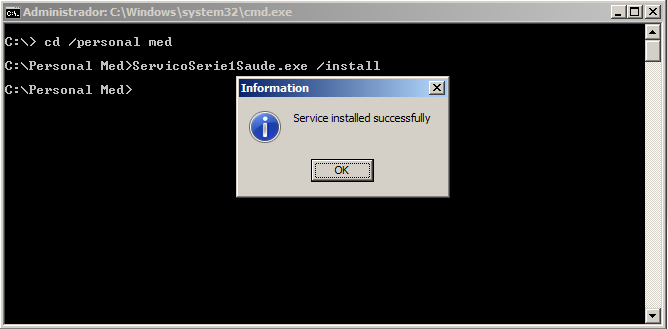 Administrador: C:\Windows\system32\cmd.exe
C:\> cd /personal med
C:\Personal Med>ServicoSerie1Saude.exe /install
C:\Personal Med>
Information
Service installed successfully
OK